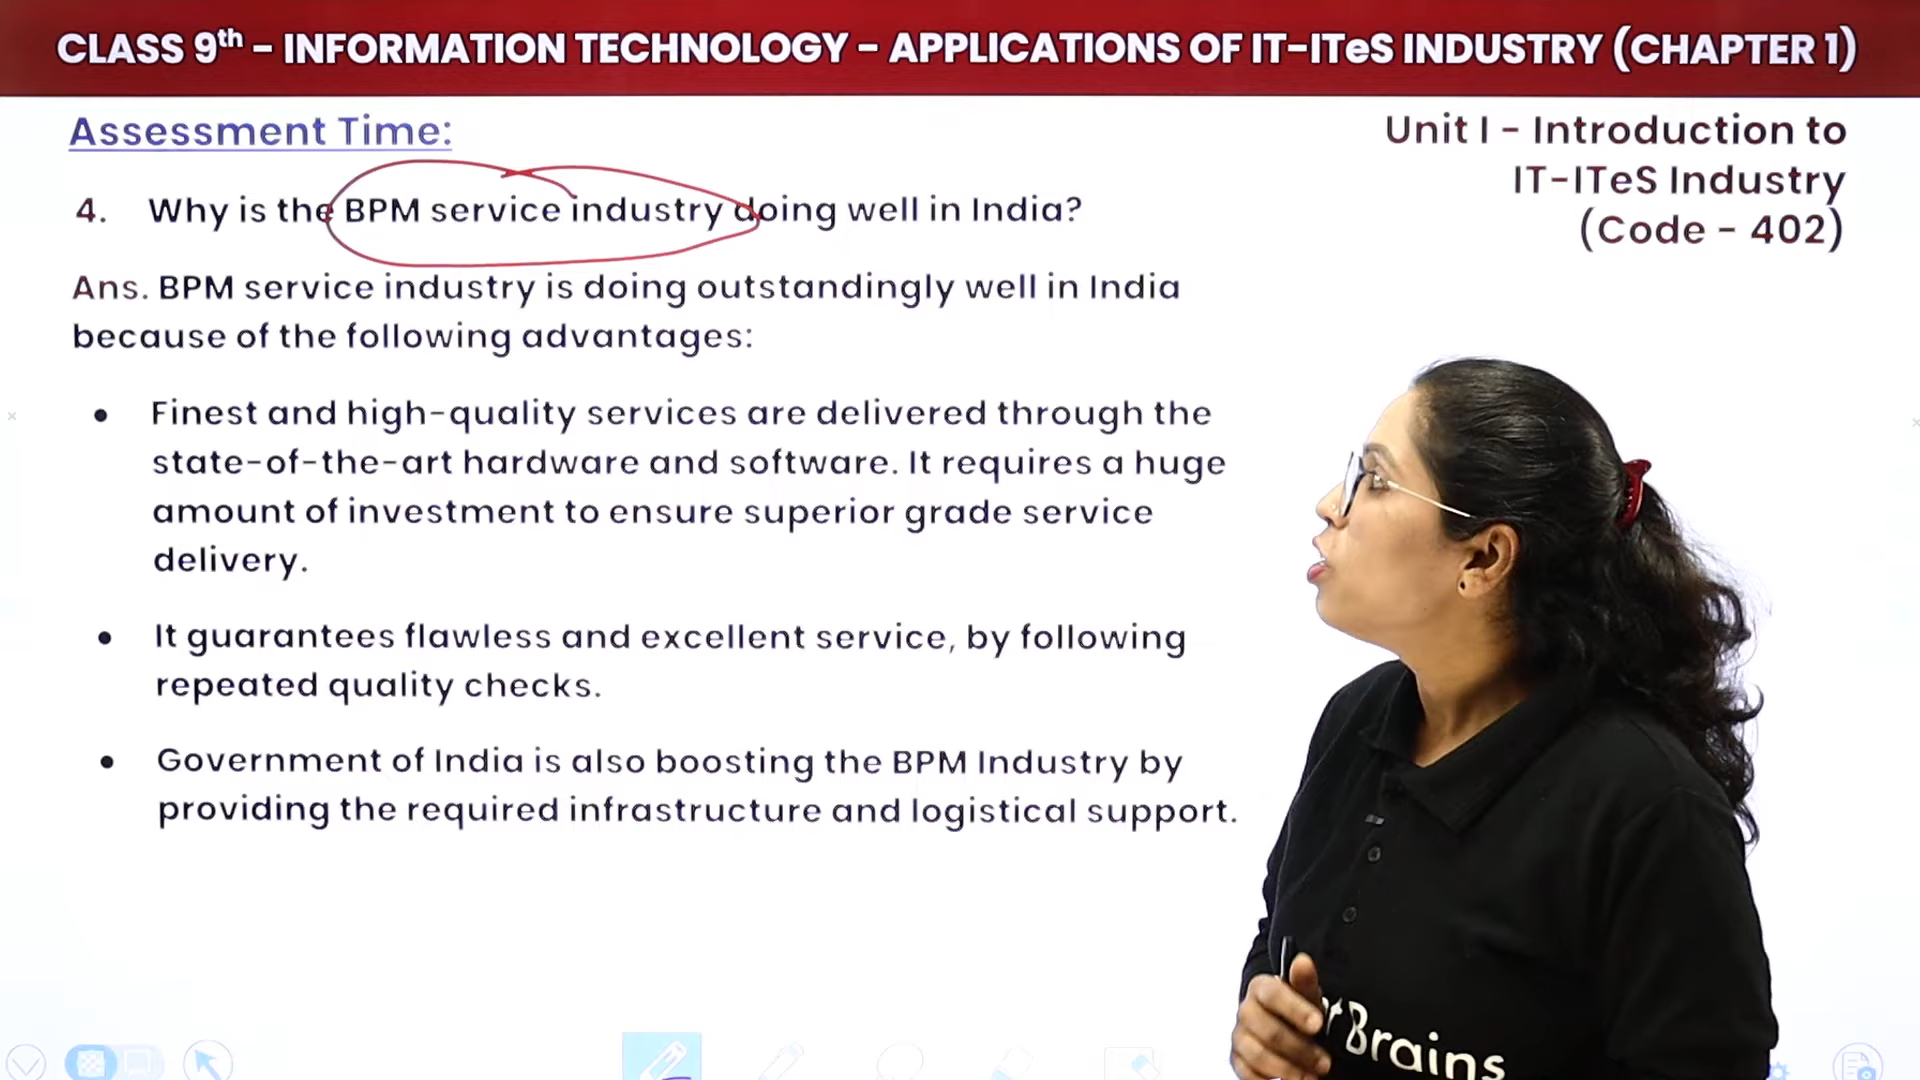 CLASS 9th – INFORMATION TECHNOLOGY – APPLICATIONS OF IT-ITeS INDUSTRY (CHAPTER 1)
Assessment Time:
Unit I – Introduction to
IT-ITeS Industry
(Code – 402)
4. Why is the BPM service industry doing well in India?
Ans. BPM service industry is doing outstandingly well in India
because of the following advantages:
• Finest and high-quality services are delivered through the
state-of-the-art hardware and software. It requires a huge
amount of investment to ensure superior grade service
delivery.
• It guarantees flawless and excellent service, by following
repeated quality checks.
• Government of India is also boosting the BPM Industry by
providing the required infrastructure and logistical support.
Brains